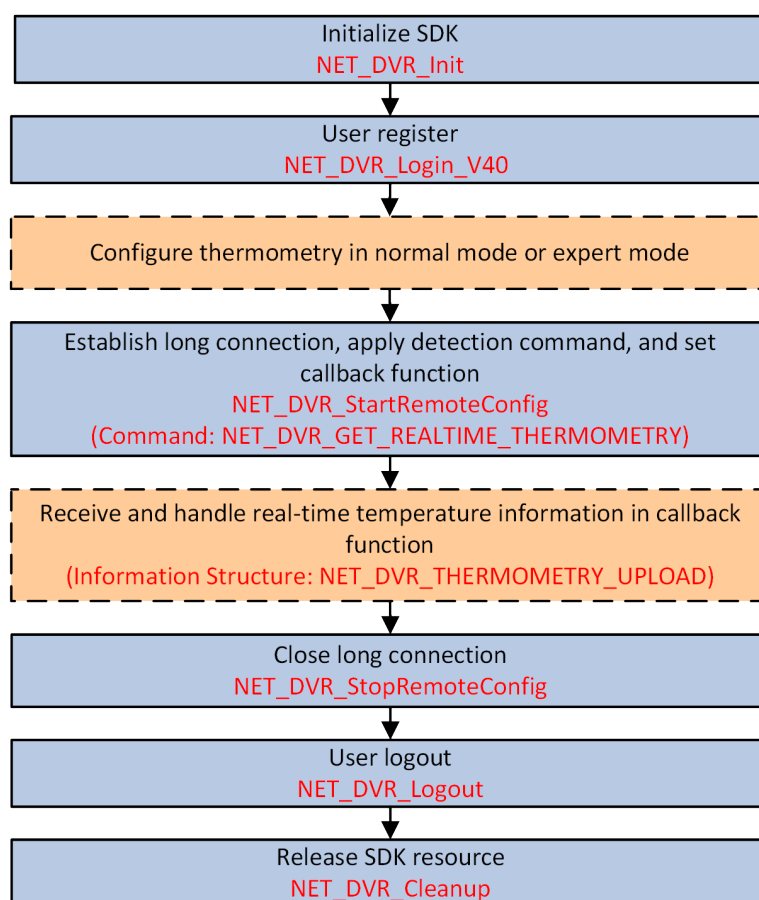 Initialize SDK
NET_DVR_Init
User register
NET_DVR_Login_V40
Configure thermometry in normal mode or expert mode
Establish long connection, apply detection command, and set
callback function
NET_DVR_StartRemoteConfig
(Command: NET_DVR_GET_REALTIME_THERMOMETRY)
Receive and handle real-time temperature information in callback
function
(Information Structure: NET_DVR_THERMOMETRY_UPLOAD)
Close long connection
NET_DVR_StopRemoteConfig
User logout
NET_DVR_Logout
Release SDK resource
NET_DVR_Cleanup